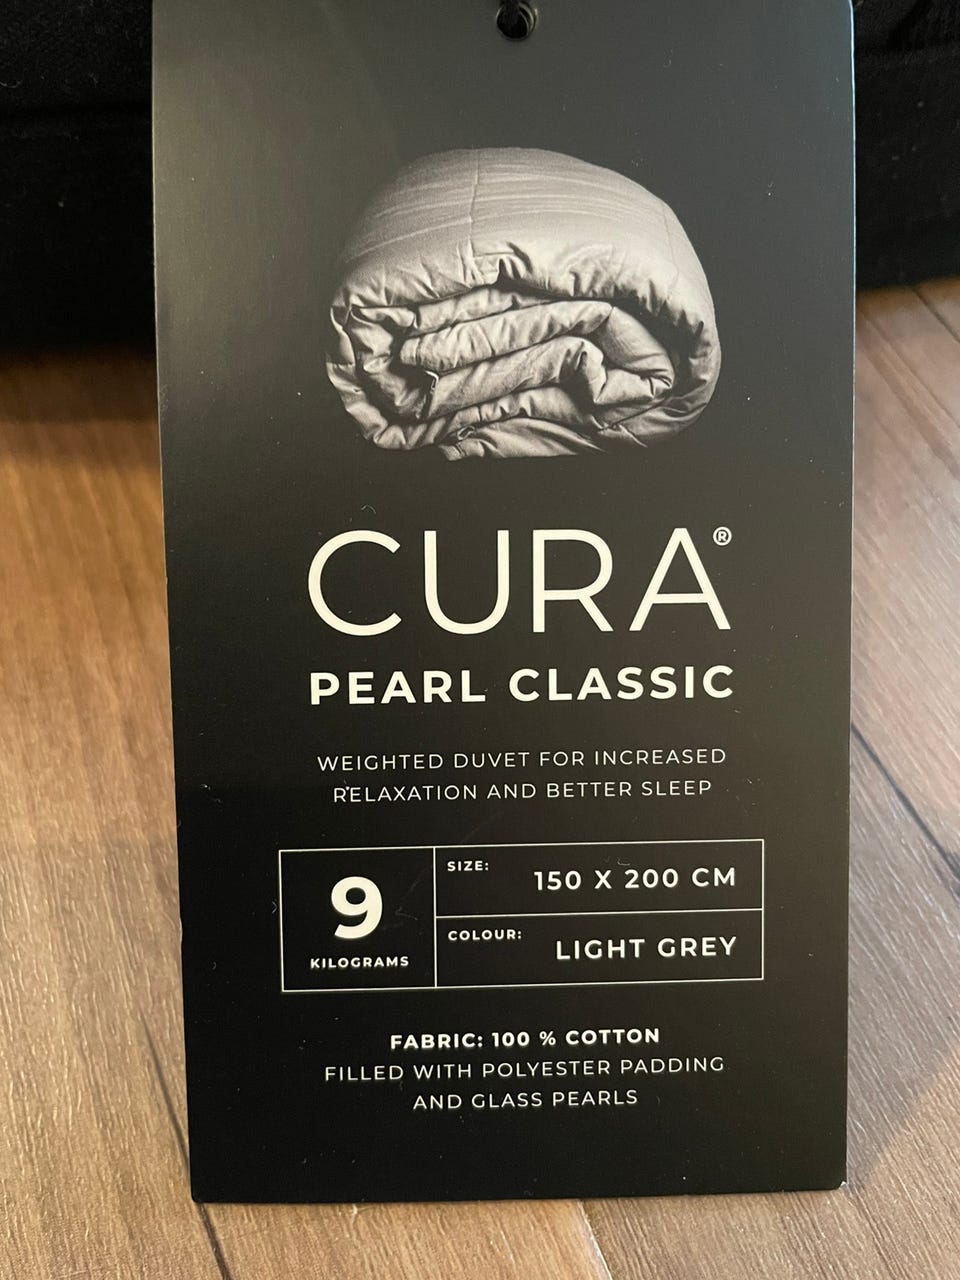 CURA®
PEARL CLASSIC
WEIGHTED DUVET FOR INCREASED
RELAXATION AND BETTER SLEEP
9
KILOGRAMS
SIZE: 150 X 200 CM
COLOUR: LIGHT GREY
FABRIC: 100 % COTTON
FILLED WITH POLYESTER PADDING
AND GLASS PEARLS